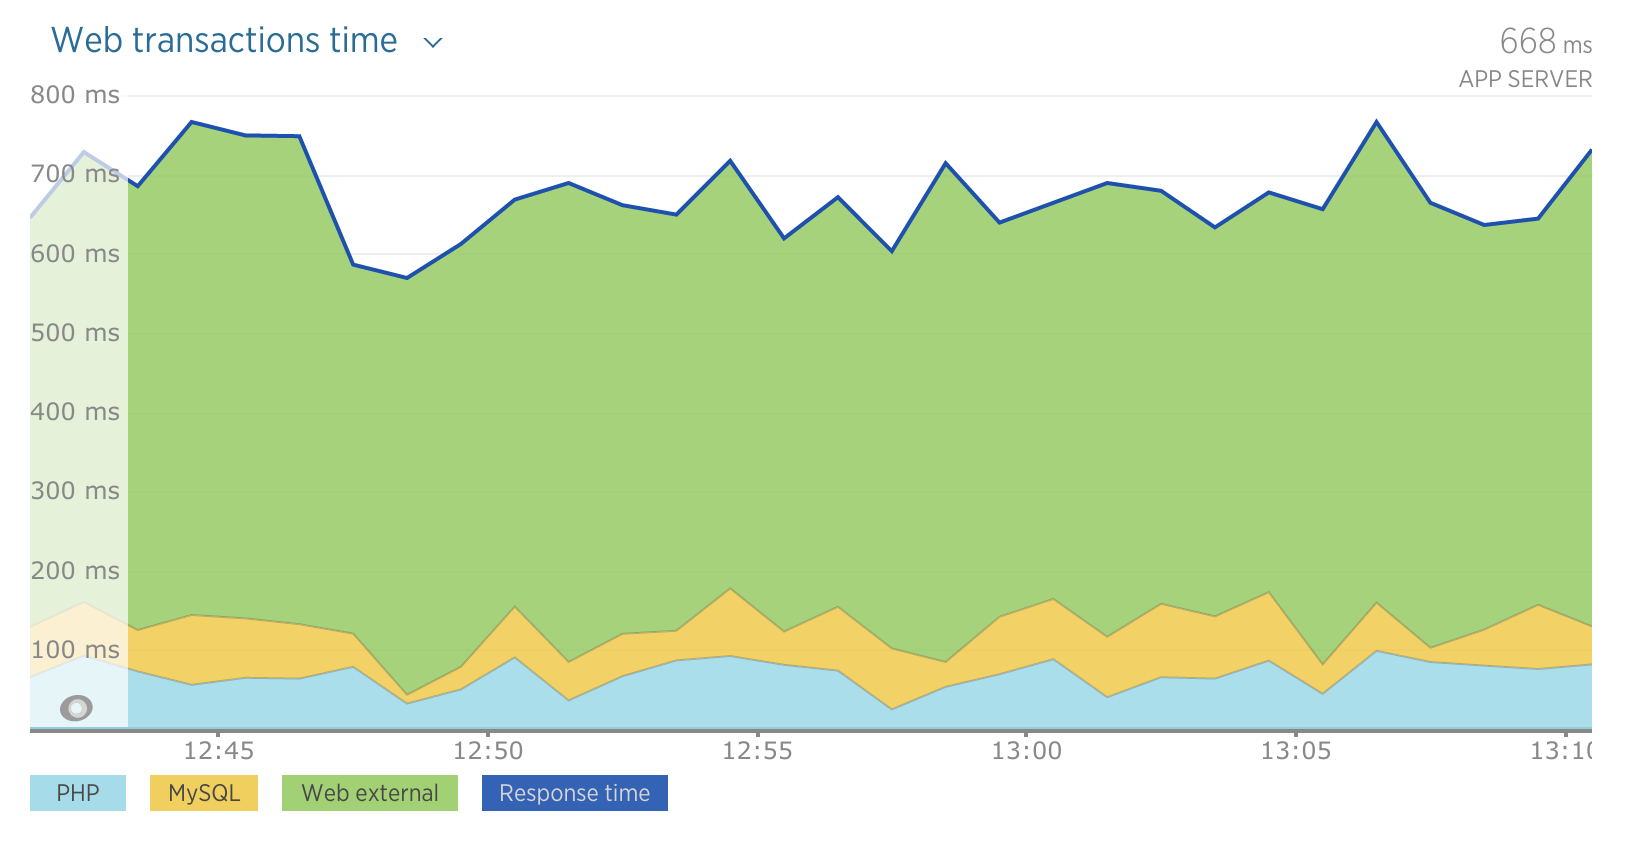 Web transactions time
668 ms
APP SERVER
800 ms
700 ms
600 ms
500 ms
400 ms
300 ms
200 ms
100 ms
12:45 12:50 12:55 13:00 13:05 13:10
PHP MySQL Web external Response time